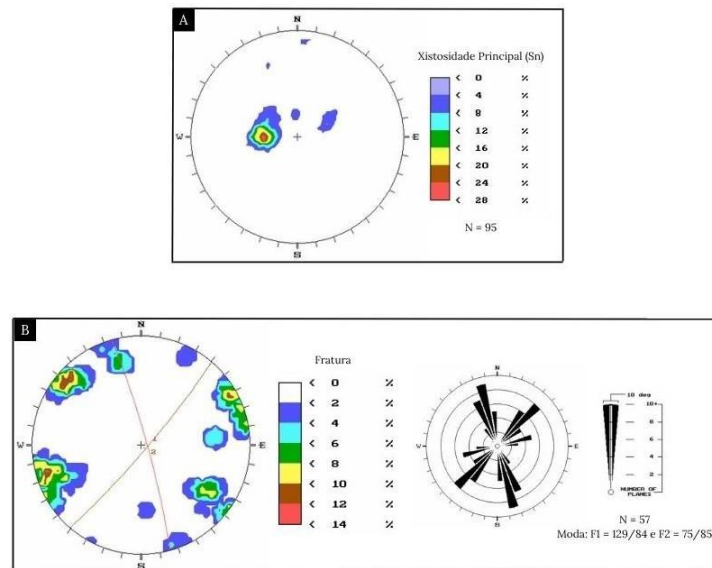 A
N
W
E
S
Xistosidade Principal (Sn)
< 0 %
< 4 %
< 8 %
< 12 %
< 16 %
< 20 %
< 24 %
< 28 %
N = 95
B
N
W
E
S
1
2
Fratura
< 0 %
< 2 %
< 4 %
< 6 %
< 8 %
< 10 %
< 12 %
< 14 %
N
W
E
S
10 deg
10+
8
6
4
2
NUMBER OF
PLANES
N = 57
Moda: F1 = 129/84 e F2 = 75/85